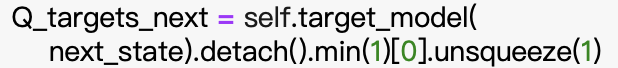 Q_targets_next = self.target_model(
next_state).detach().min(1)[0].unsqueeze(1)